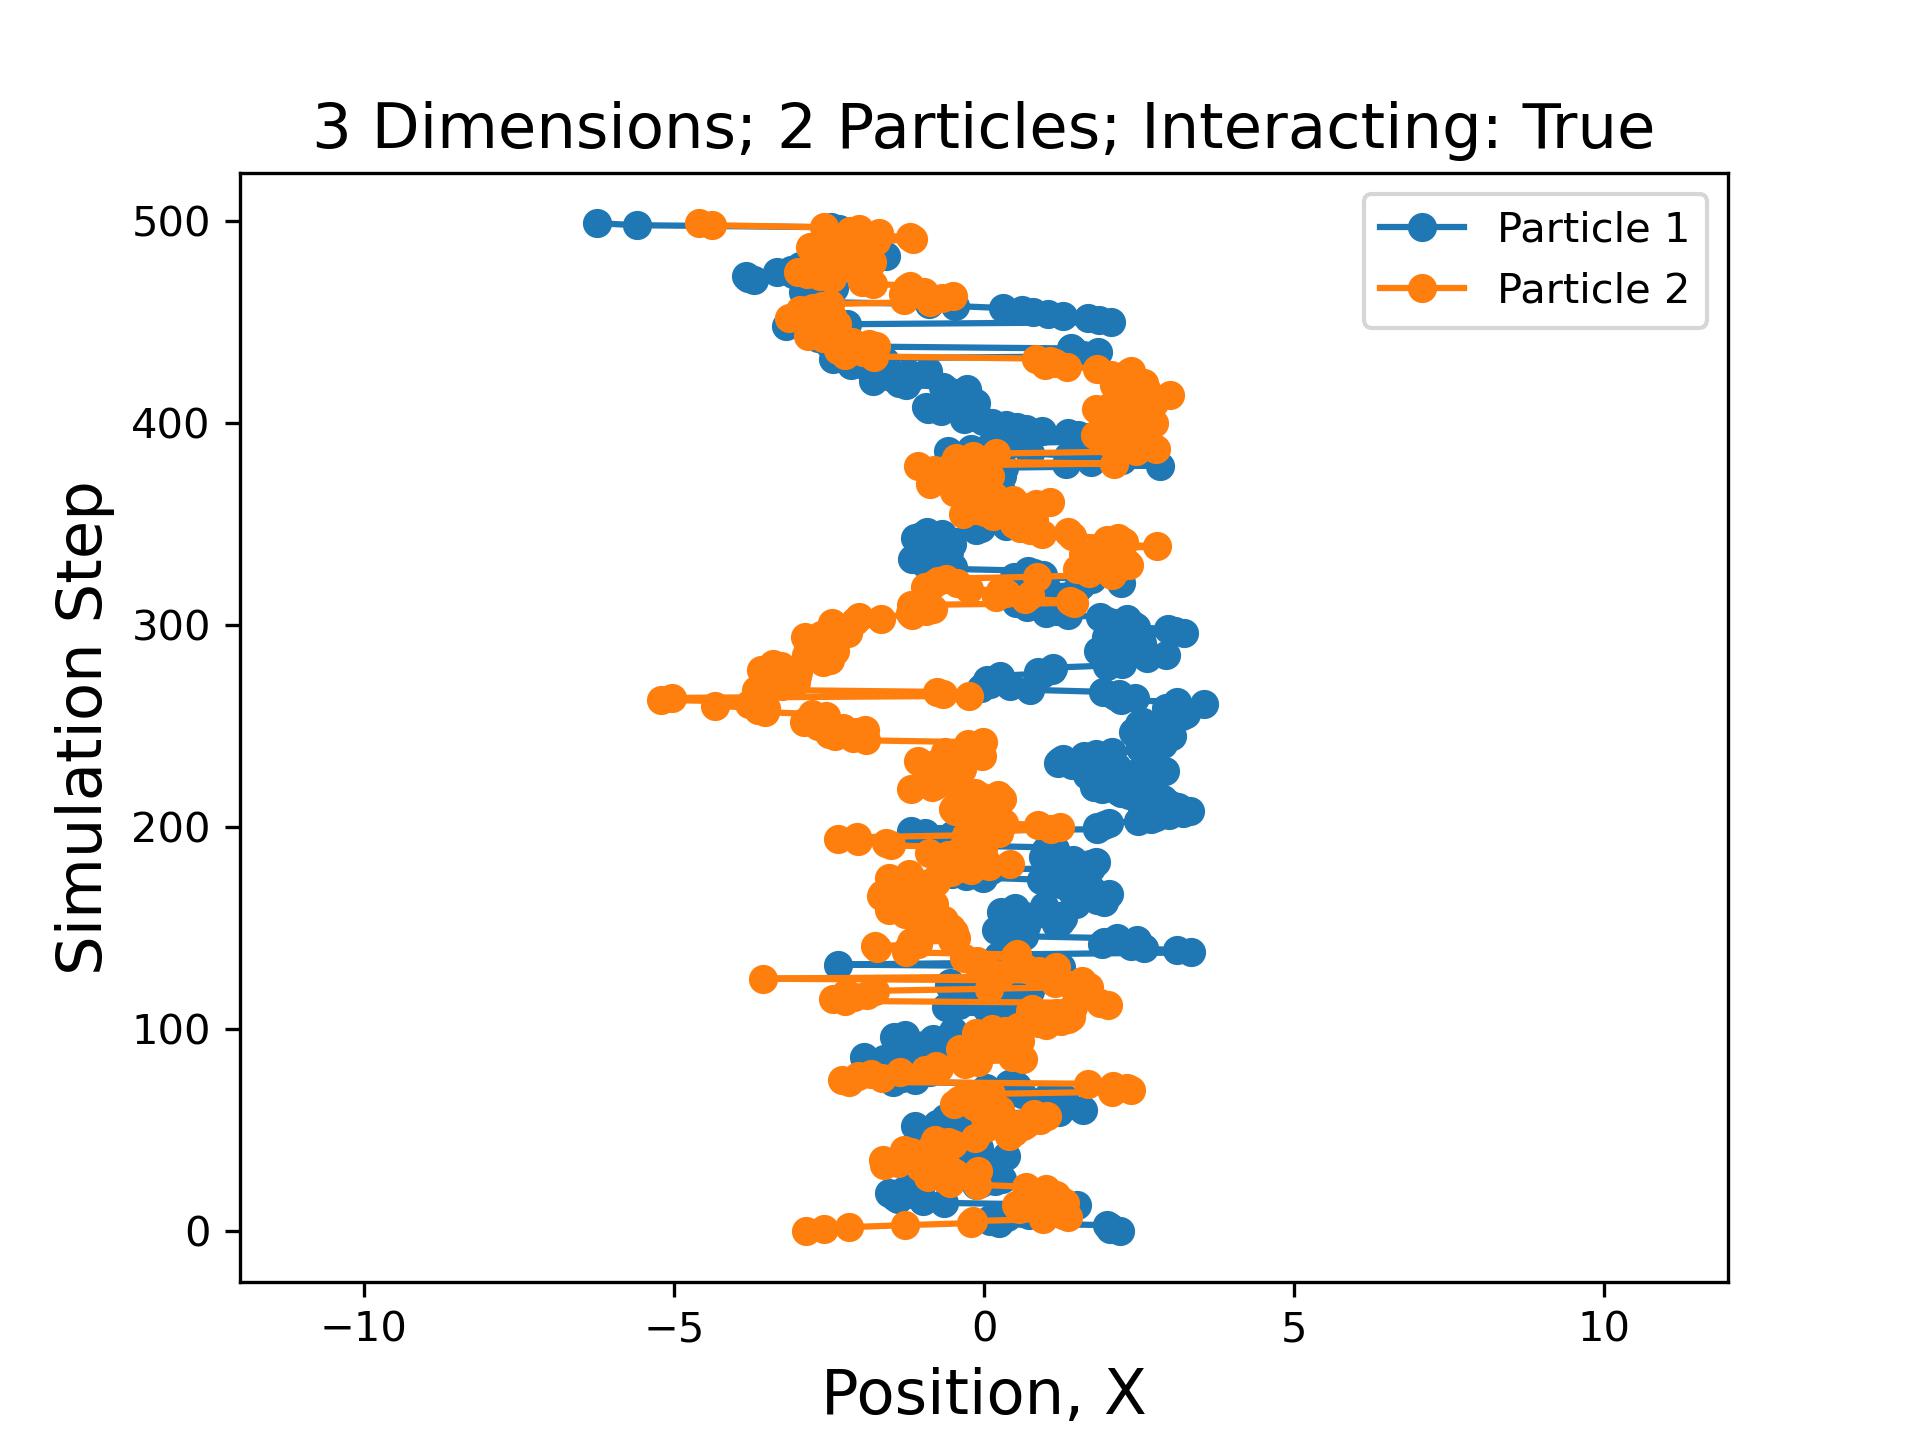 3 Dimensions; 2 Particles; Interacting: True
Particle 1
Particle 2
500
400
300
200
100
0
Simulation Step
−10
−5
0
5
10
Position, X